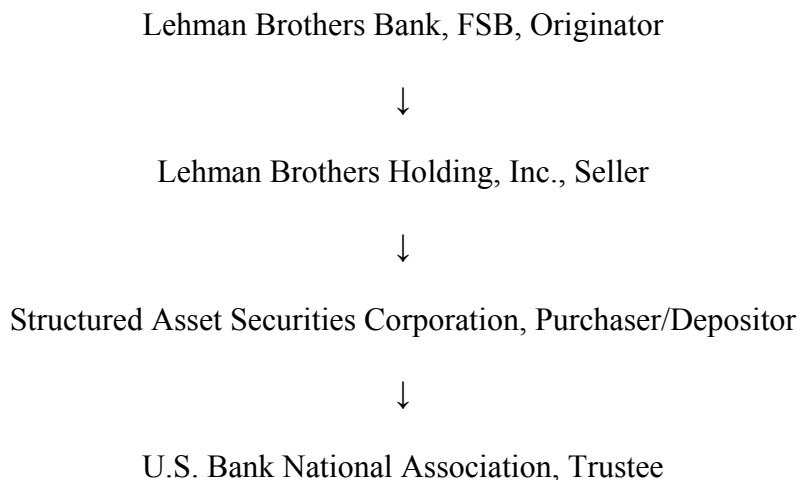 Lehman Brothers Bank, FSB, Originator
↓
Lehman Brothers Holding, Inc., Seller
↓
Structured Asset Securities Corporation, Purchaser/Depositor
↓
U.S. Bank National Association, Trustee